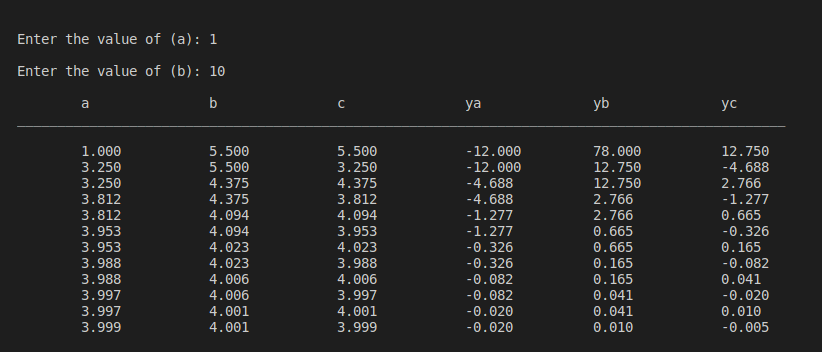 Enter the value of (a): 1
Enter the value of (b): 10
a b c ya yb yc
1.000 5.500 5.500 -12.000 78.000 12.750
3.250 5.500 3.250 -12.000 12.750 -4.688
3.250 4.375 4.375 -4.688 12.750 2.766
3.812 4.375 3.812 -4.688 2.766 -1.277
3.812 4.094 4.094 -1.277 2.766 0.665
3.953 4.094 3.953 -1.277 0.665 -0.326
3.953 4.023 4.023 -0.326 0.665 0.165
3.988 4.023 3.988 -0.326 0.165 -0.082
3.988 4.006 4.006 -0.082 0.165 0.041
3.997 4.006 3.997 -0.082 0.041 -0.020
3.997 4.001 4.001 -0.020 0.041 0.010
3.999 4.001 3.999 -0.020 0.010 -0.005